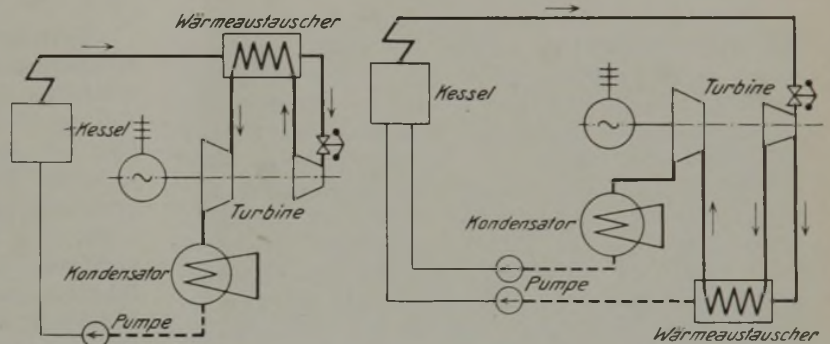 Wärmeaustauscher
Kessel
Turbine
Kondensator
Pumpe
Kessel
Turbine
Kondensator
Pumpe
Wärmeaustauscher